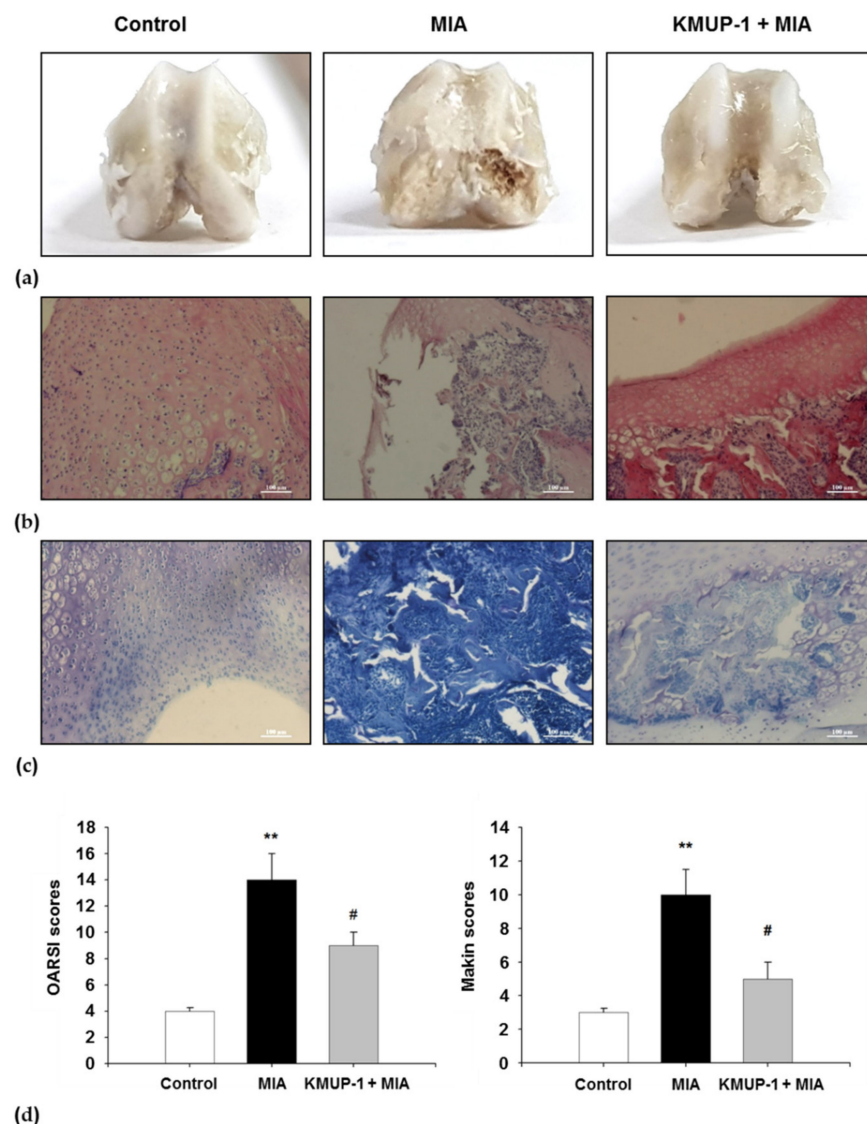 Control MIA KMUP-1 + MIA
(a)
100 μm 100 μm 100 μm
(b)
100 μm 100 μm 100 μm
(c)
OARSI scores
18
16
14
12
10
8
6
4
2
0
**
#
Control MIA KMUP-1 + MIA
Makin scores
14
12
10
8
6
4
2
0
**
#
Control MIA KMUP-1 + MIA
(d)